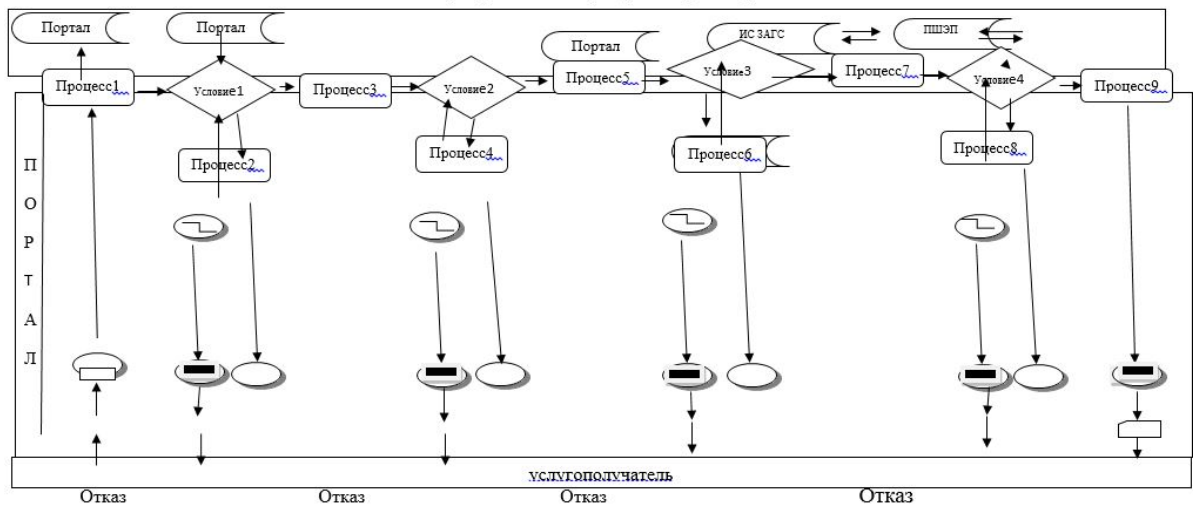 Портал
Портал
Портал
ИС ЗАГС
ПШЭП
Процесс1
Условие1
Процесс3
Условие2
Процесс5
Условие3
Процесс7
Условие4
Процесс9
Процесс2
Процесс4
Процесс6
Процесс8
П
О
Р
Т
А
Л
услугополучатель
Отказ
Отказ
Отказ
Отказ